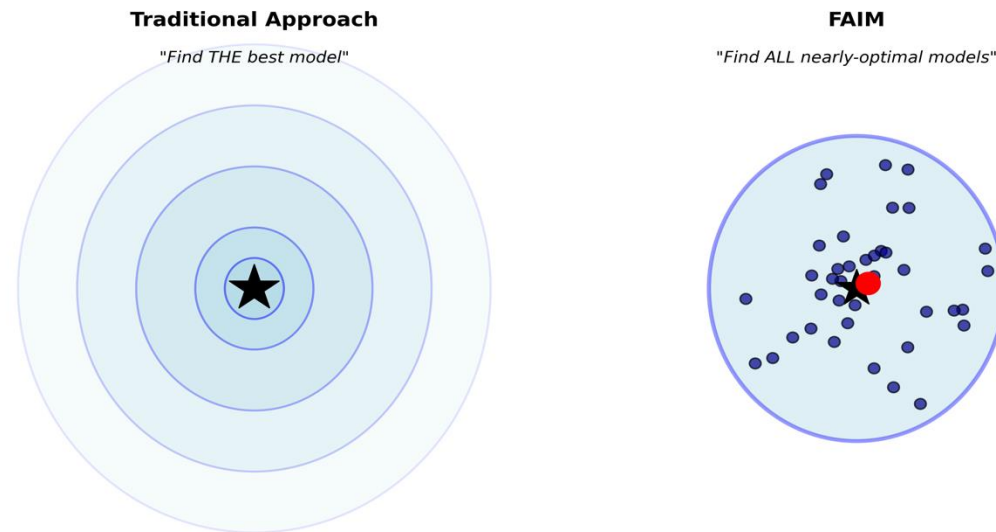 Traditional Approach
"Find THE best model"
FAIM
"Find ALL nearly-optimal models"